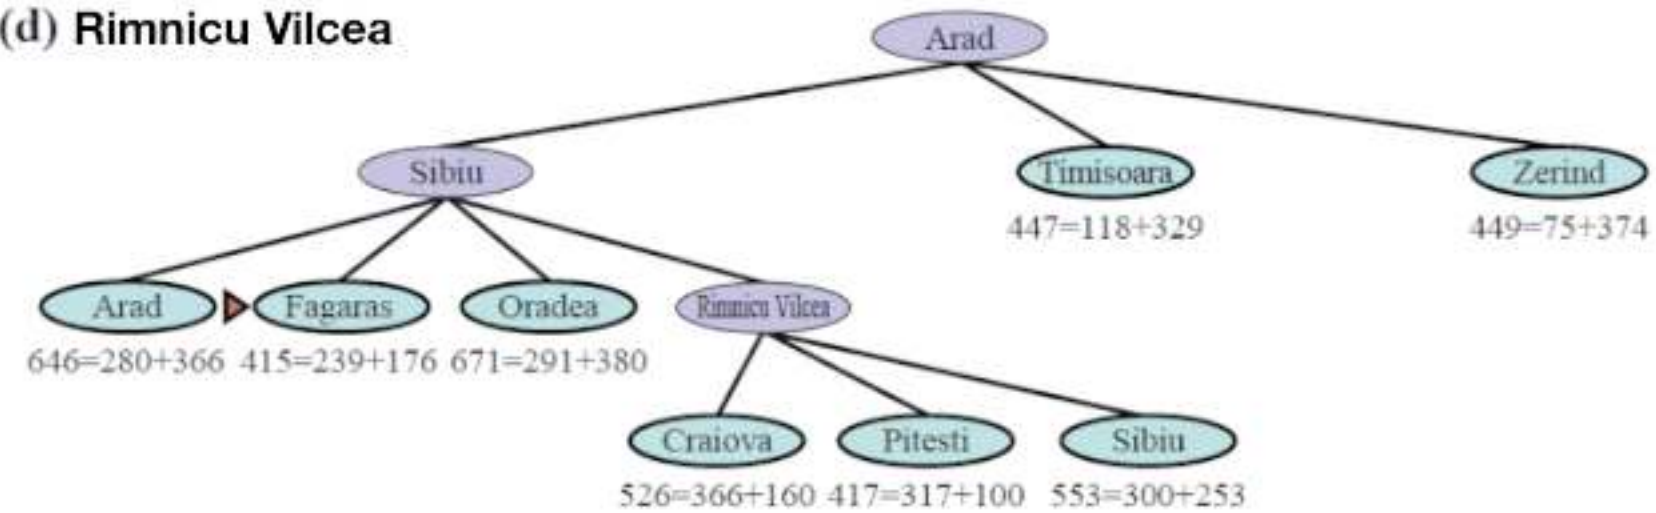 (d) Rimnicu Vilcea
Arad
Sibiu
Timisoara
Zerind
447=118+329
449=75+374
Arad
Fagaras
Oradea
Rimnicu Vilcea
646=280+366
415=239+176
671=291+380
Craiova
Pitesti
Sibiu
526=366+160
417=317+100
553=300+253